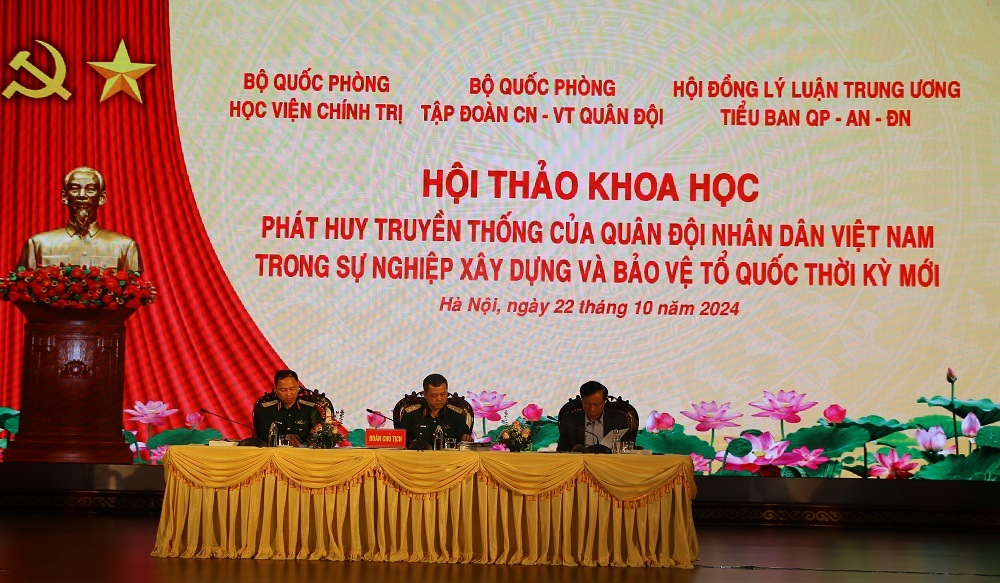 BỘ QUỐC PHÒNG
HỌC VIỆN CHÍNH TRỊ
BỘ QUỐC PHÒNG
TẬP ĐOÀN CN - VT QUÂN ĐỘI
HỘI ĐỒNG LÝ LUẬN TRUNG ƯƠNG
TIỂU BAN QP - AN - ĐN
HỘI THẢO KHOA HỌC
PHÁT HUY TRUYỀN THỐNG CỦA QUÂN ĐỘI NHÂN DÂN VIỆT NAM
TRONG SỰ NGHIỆP XÂY DỰNG VÀ BẢO VỆ TỔ QUỐC THỜI KỲ MỚI
Hà Nội, ngày 22 tháng 10 năm 2024
ĐOÀN CHỦ TỊCH